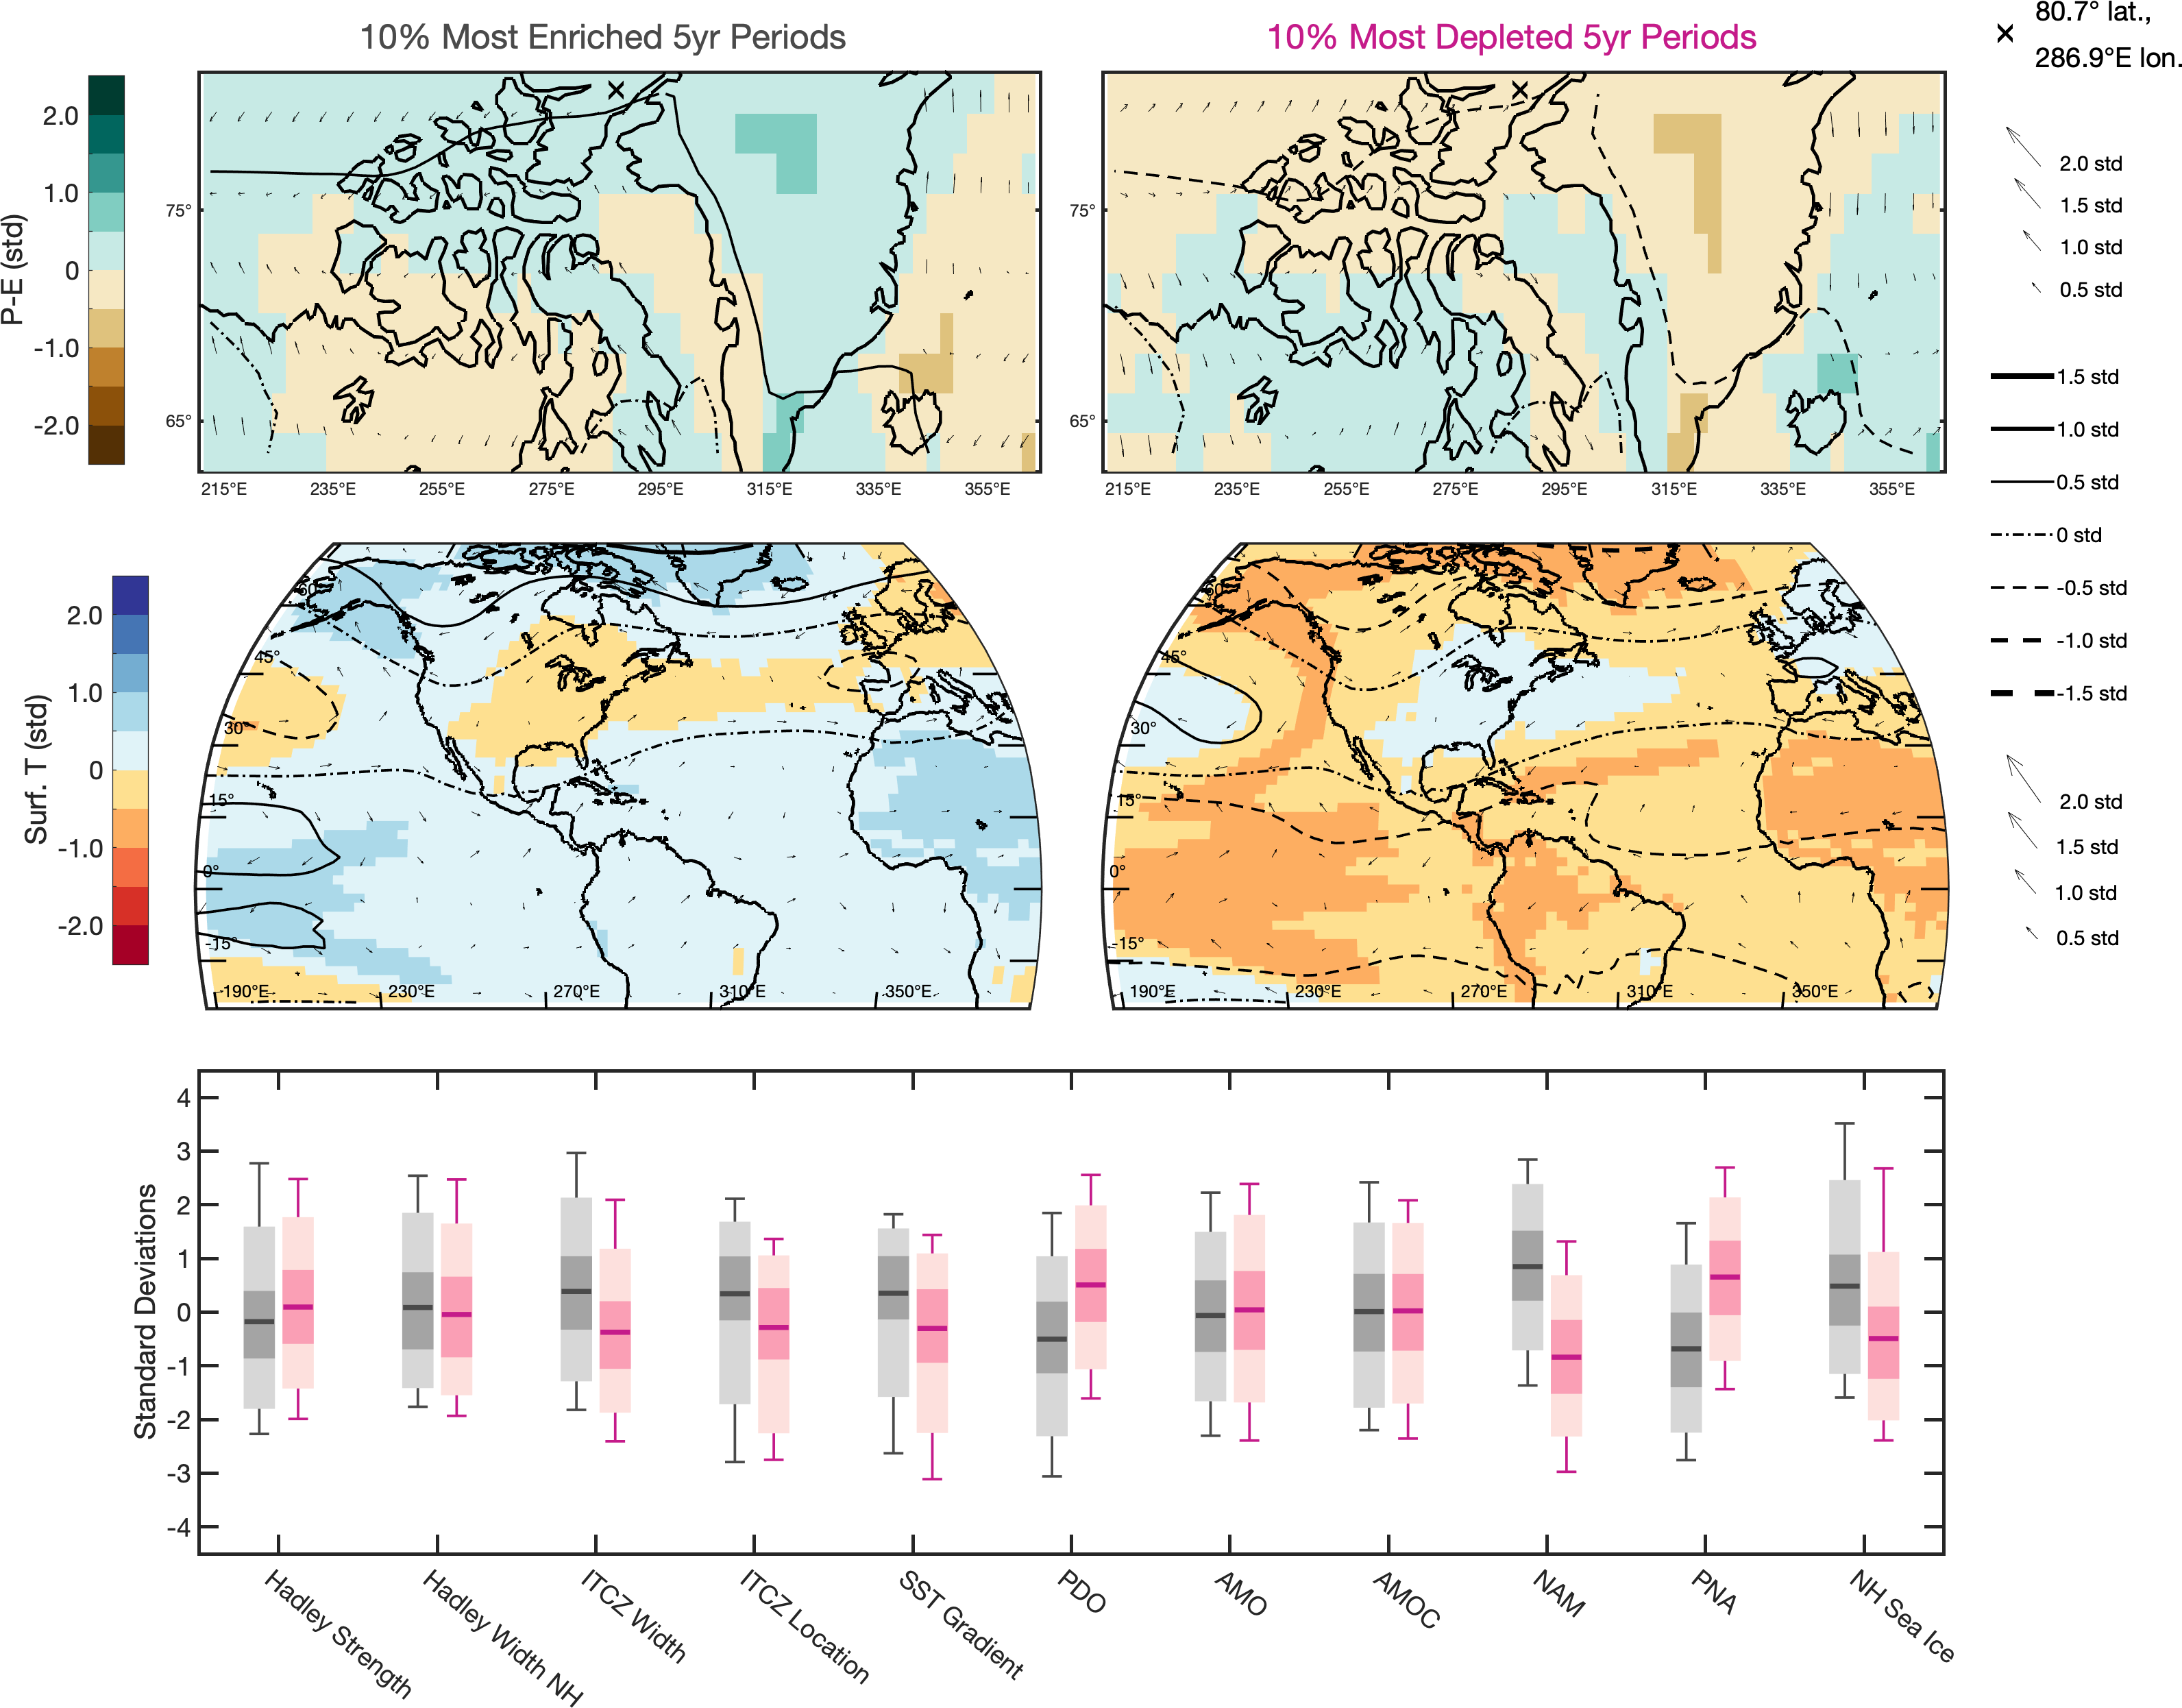 10% Most Enriched 5yr Periods
10% Most Depleted 5yr Periods
80.7° lat.,
286.9°E lon.
P-E (std)
2.0
1.0
0
-1.0
-2.0
75°
65°
215°E
235°E
255°E
275°E
295°E
315°E
335°E
355°E
75°
65°
215°E
235°E
255°E
275°E
295°E
315°E
335°E
355°E
2.0 std
1.5 std
1.0 std
0.5 std
1.5 std
1.0 std
0.5 std
0 std
-0.5 std
-1.0 std
-1.5 std
Surf. T (std)
2.0
1.0
0
-1.0
-2.0
60°
45°
30°
15°
0°
-15°
190°E
230°E
270°E
310°E
350°E
60°
45°
30°
15°
0°
-15°
190°E
230°E
270°E
310°E
350°E
2.0 std
1.5 std
1.0 std
0.5 std
Standard Deviations
4
3
2
1
0
-1
-2
-3
-4
Hadley Strength
Hadley Width NH
ITCZ Width
ITCZ Location
SST Gradient
PDO
AMO
AMOC
NAM
PNA
NH Sea Ice